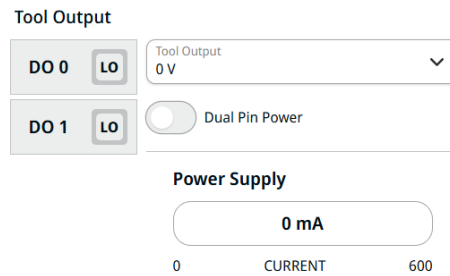 Tool Output
DO 0 LO
Tool Output
0 V
DO 1 LO
Dual Pin Power
Power Supply
0 mA
0 CURRENT 600